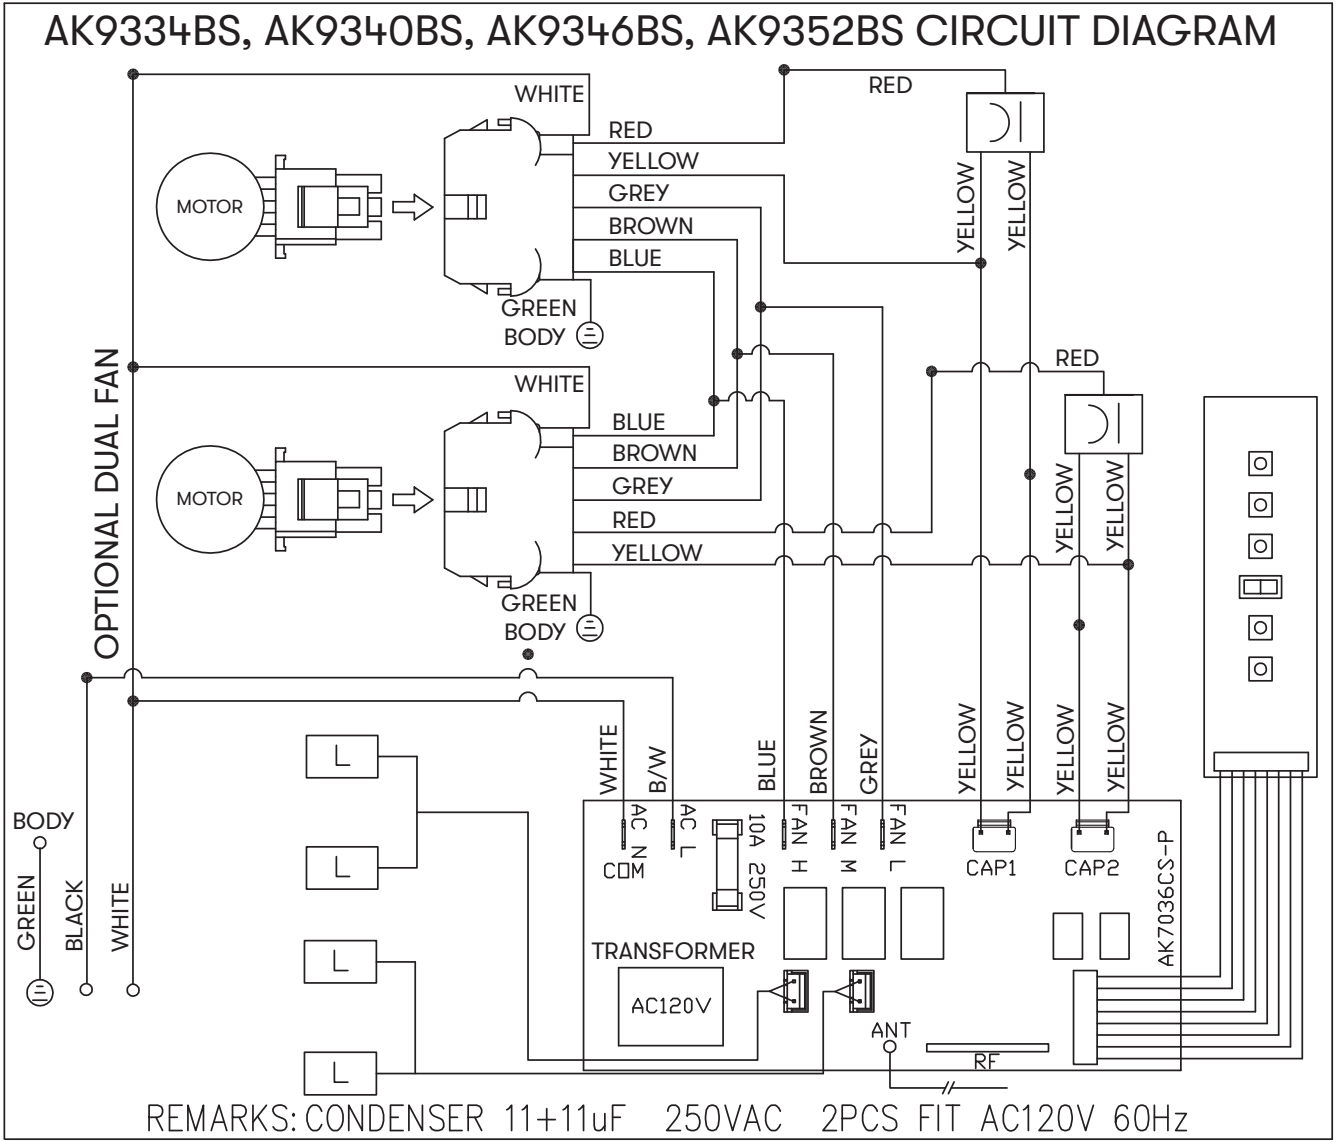 AK9334BS, AK9340BS, AK9346BS, AK9352BS CIRCUIT DIAGRAM
WHITE
RED
YELLOW
GREY
BROWN
BLUE
GREEN
BODY
MOTOR
RED
YELLOW
YELLOW
OPTIONAL DUAL FAN
WHITE
BLUE
BROWN
GREY
RED
YELLOW
GREEN
BODY
MOTOR
RED
YELLOW
YELLOW
WHITE
B/W
BLUE
BROWN
GREY
YELLOW
YELLOW
YELLOW
YELLOW
L
L
L
L
BODY
GREEN
BLACK
WHITE
AC N
COM
AC L
10A 250V
FAN H
FAN M
FAN L
CAP1
CAP2
AK7036CS-P
TRANSFORMER
AC120V
ANT
RF
REMARKS: CONDENSER 11+11uF 250VAC 2PCS FIT AC120V 60Hz